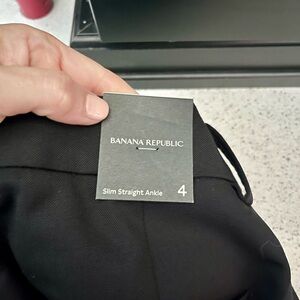 BANANA REPUBLIC
Slim Straight Ankle 4